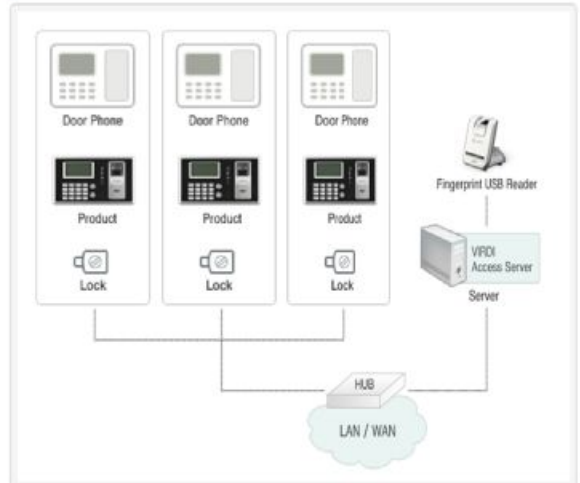 Door Phone
Door Phone
Door Phone
Product
Product
Product
Lock
Lock
Lock
Fingerprint USB Reader
VIRDI
Access Server
Server
HUB
LAN / WAN